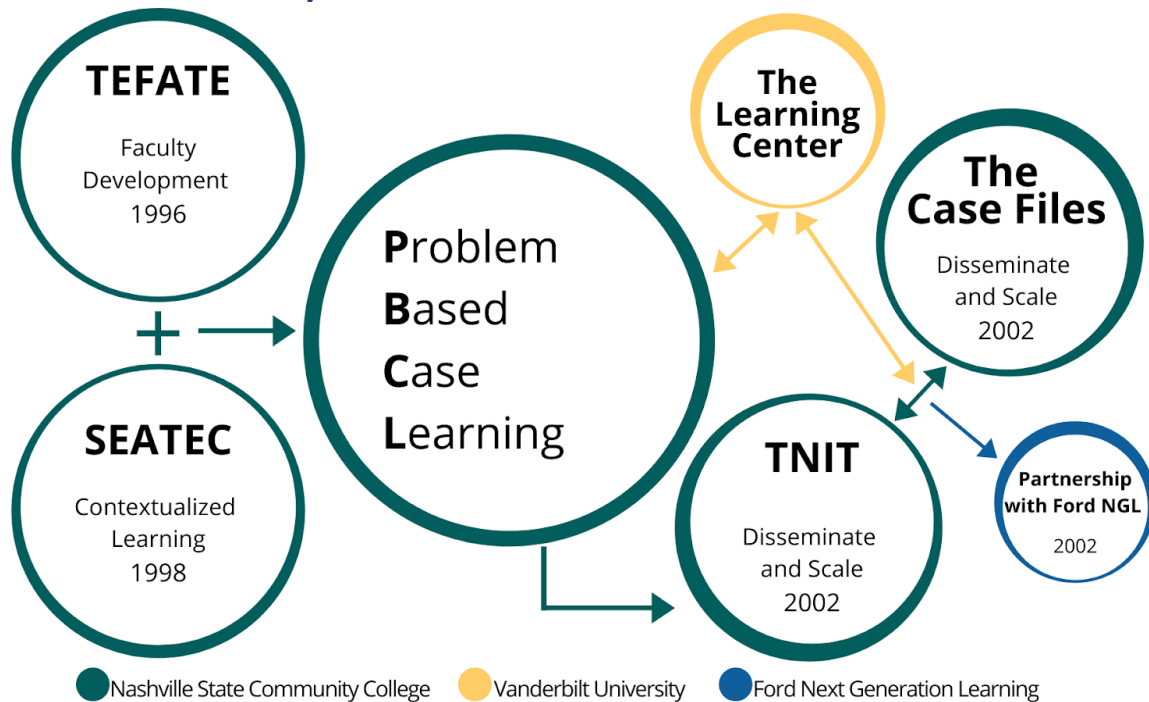 TEFATE
Faculty
Development
1996
SEATEC
Contextualized
Learning
1998
Problem
Based
Case
Learning
The
Learning
Center
The
Case Files
Disseminate
and Scale
2002
TNIT
Disseminate
and Scale
2002
Partnership
with Ford NGL
2002
Nashville State Community College
Vanderbilt University
Ford Next Generation Learning